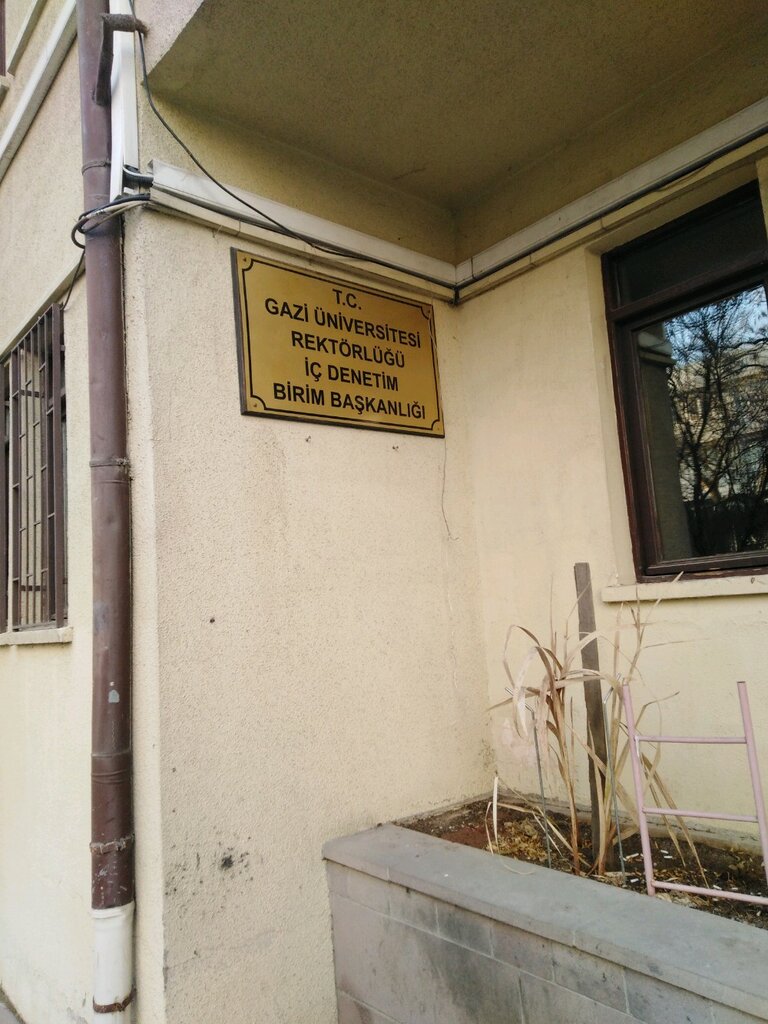 T.C.
GAZİ ÜNİVERSİTESİ
REKTÖRLÜĞÜ
İÇ DENETİM
BİRİM BAŞKANLIĞI